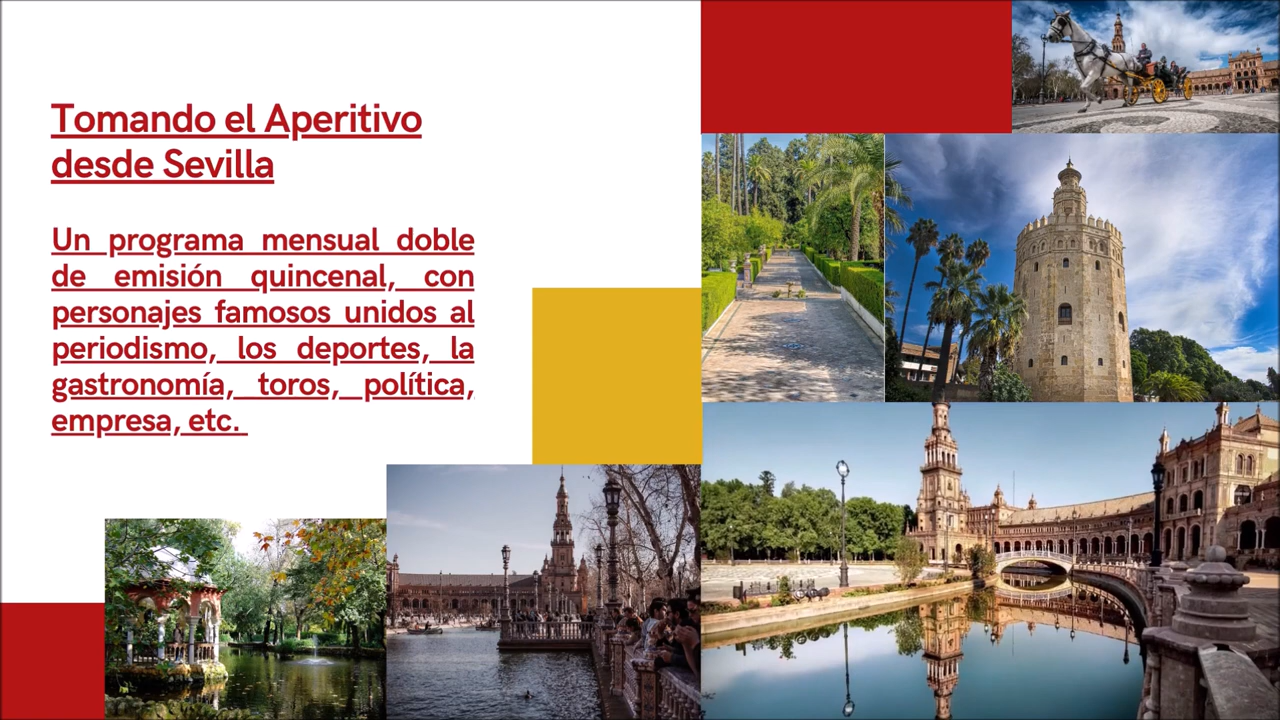 Tomando el Aperitivo
desde Sevilla
Un programa mensual doble
de emisión quincenal, con
personajes famosos unidos al
periodismo, los deportes, la
gastronomía, toros, política,
empresa, etc.